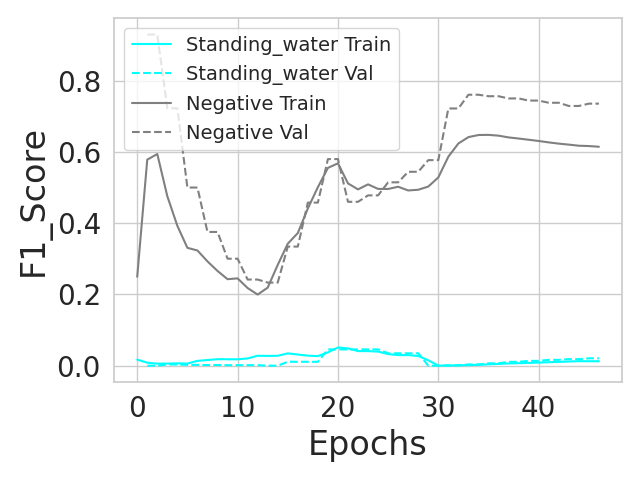 Standing_water Train
Standing_water Val
Negative Train
Negative Val
F1_Score
0.8
0.6
0.4
0.2
0.0
0 10 20 30 40
Epochs